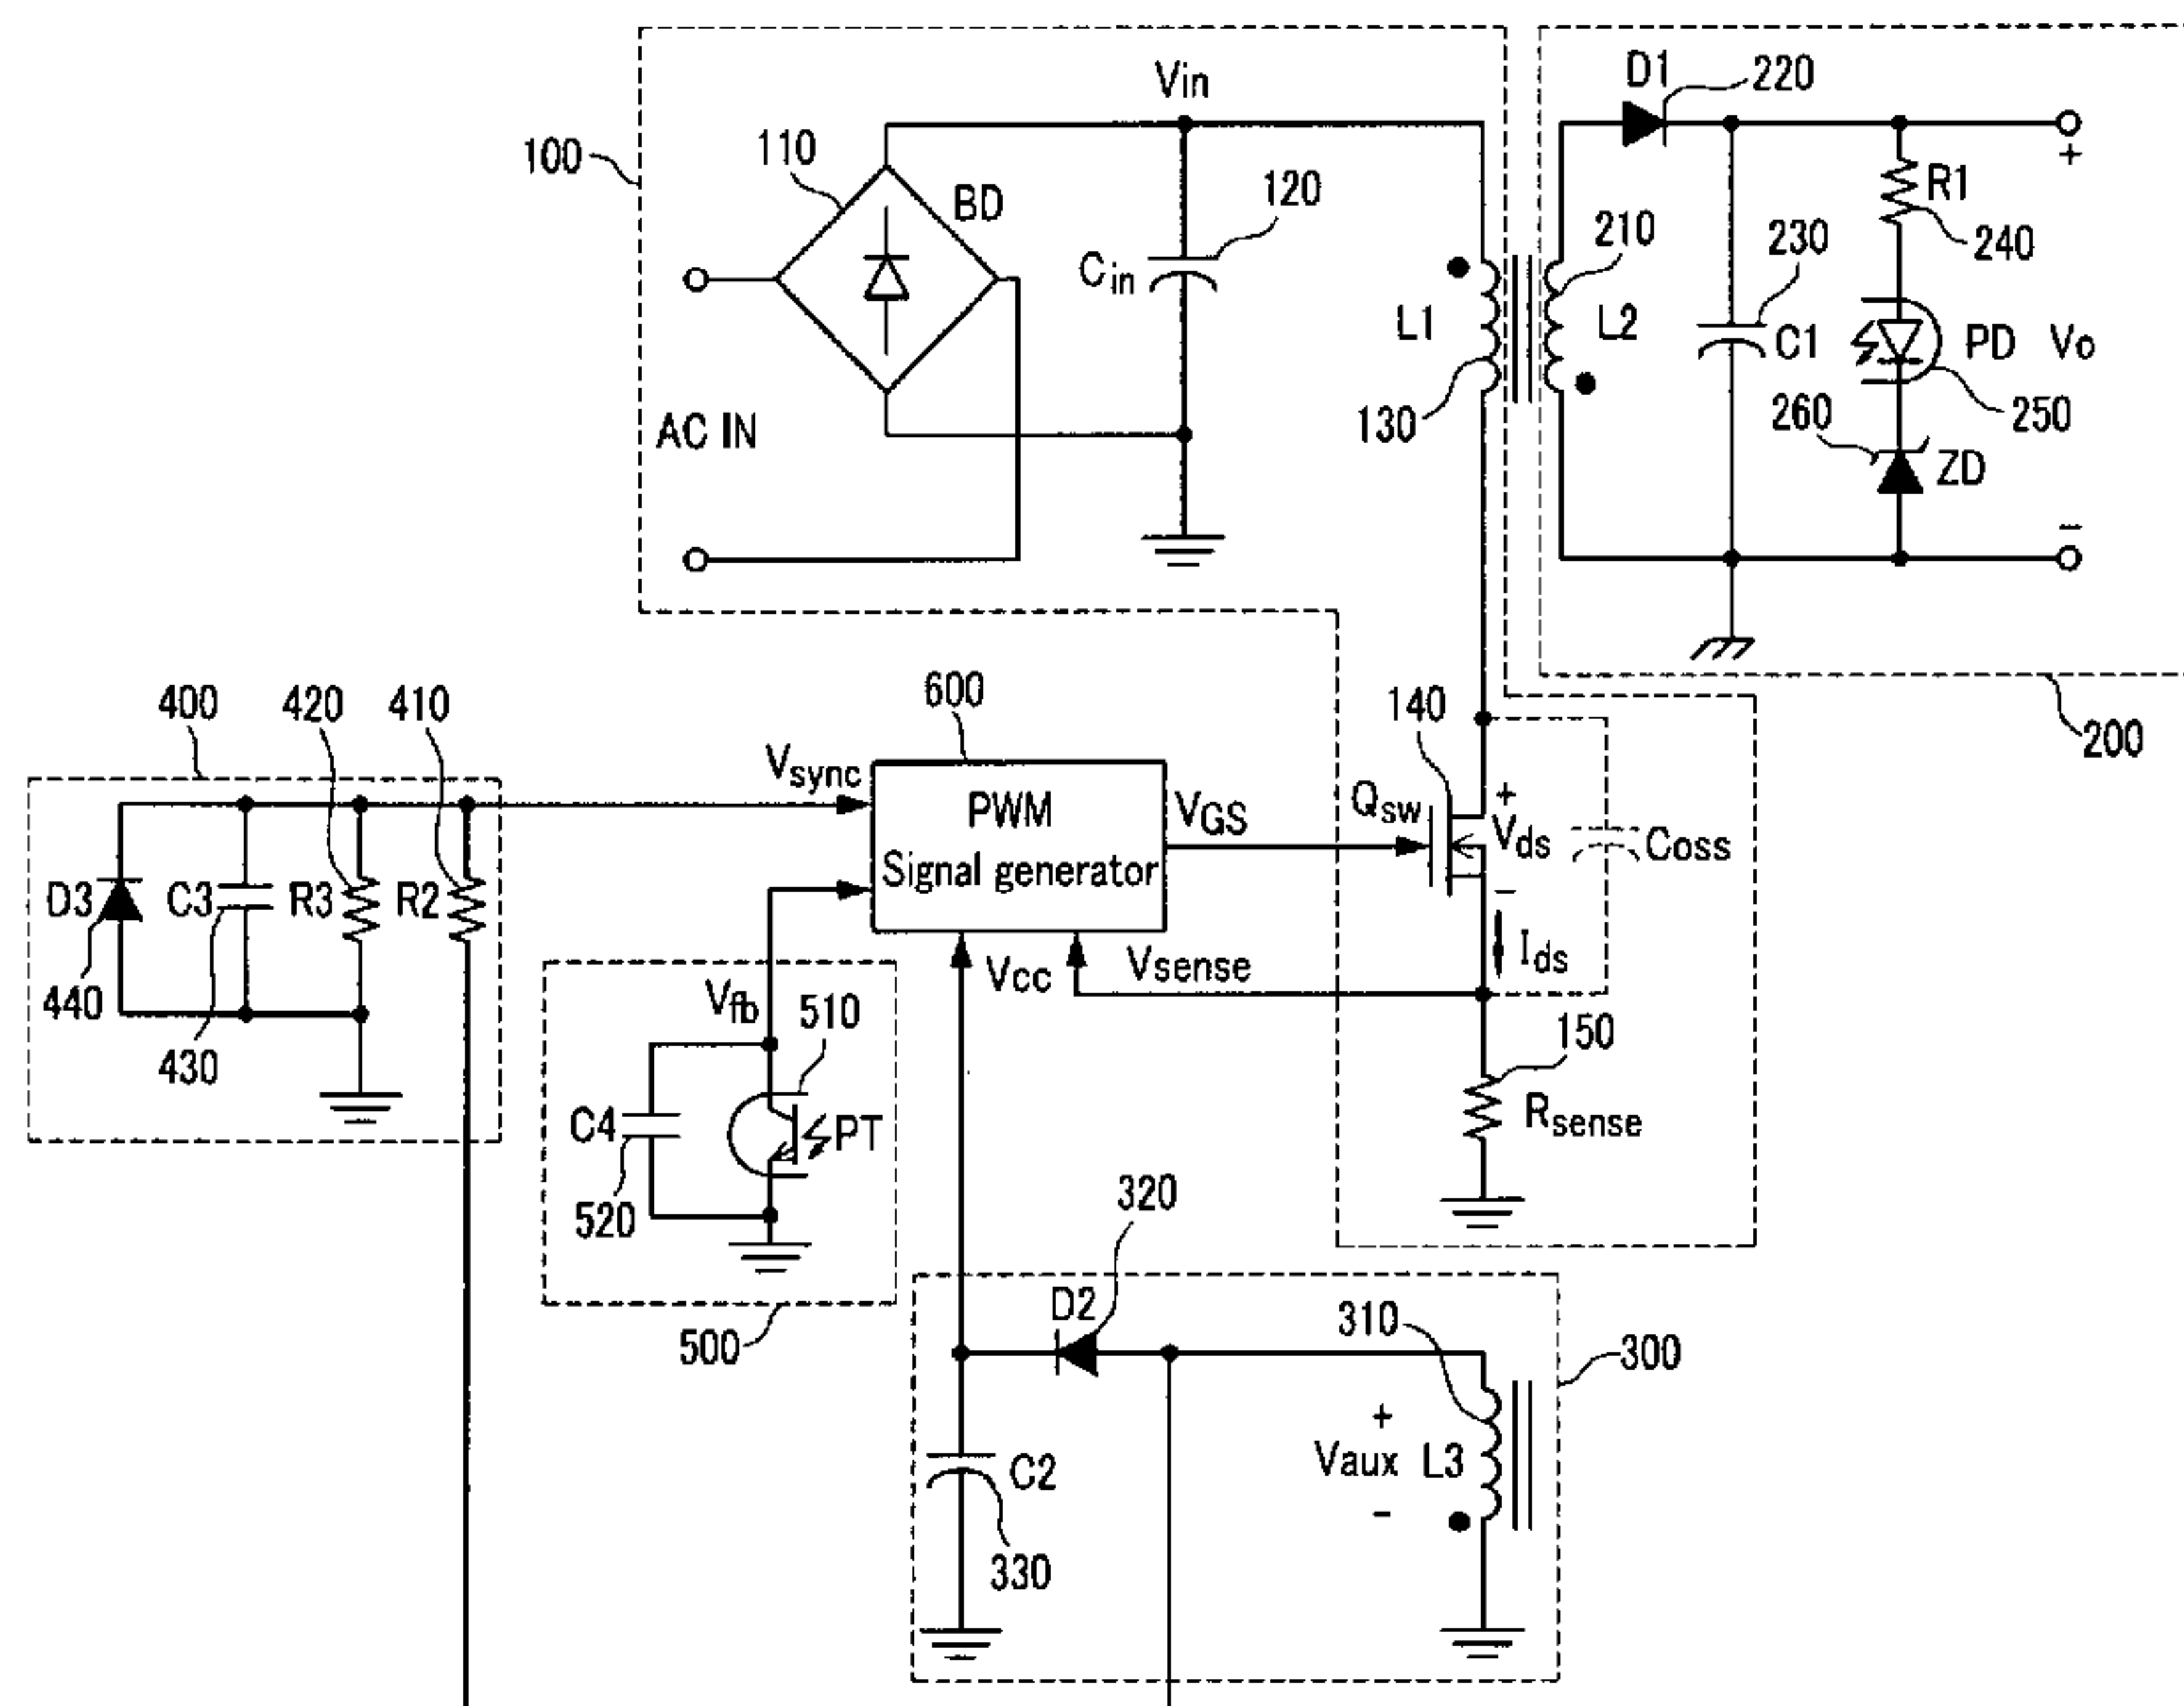 Vin
D1
220
100
110
BD
120
Cin
L1
130
210
L2
230
C1
R1
240
+
PD
Vo
250
260
ZD
-
AC IN
200
400
420
410
600
Vsync
PWM
Signal generator
VGS
140
Qsw
+
Vds
-
Coss
Ids
D3
C3
R3
R2
440
430
Vcc
Vsense
Vfb
510
C4
PT
520
500
150
Rsense
320
D2
310
300
+
Vaux
L3
-
C2
330